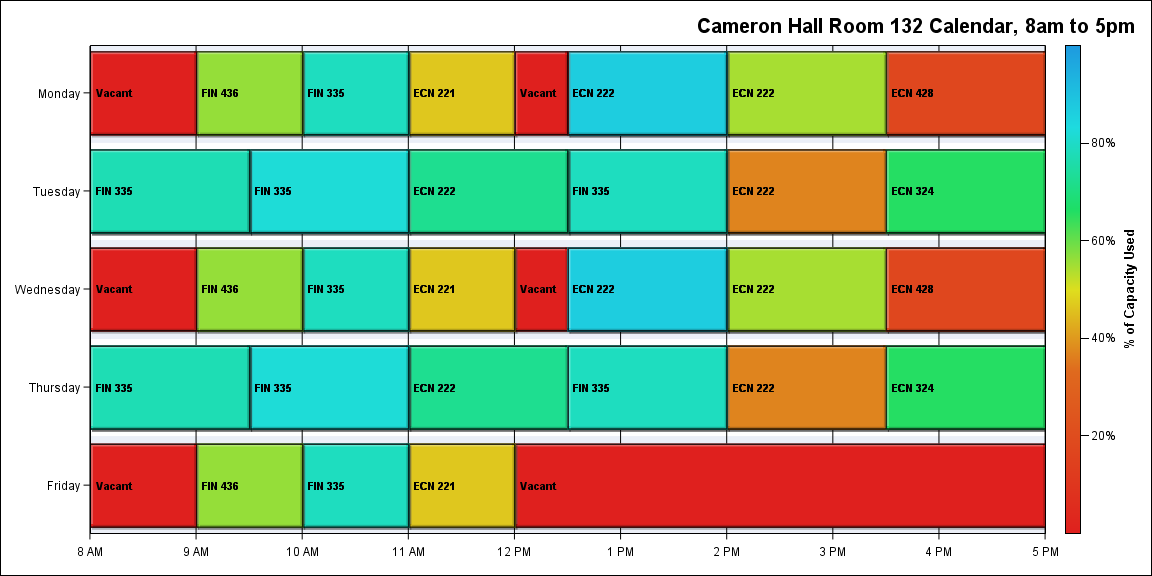 Cameron Hall Room 132 Calendar, 8am to 5pm
Monday
Vacant
FIN 436
FIN 335
ECN 221
Vacant
ECN 222
ECN 222
ECN 428
Tuesday
FIN 335
FIN 335
ECN 222
FIN 335
ECN 222
ECN 324
Wednesday
Vacant
FIN 436
FIN 335
ECN 221
Vacant
ECN 222
ECN 222
ECN 428
Thursday
FIN 335
FIN 335
ECN 222
FIN 335
ECN 222
ECN 324
Friday
Vacant
FIN 436
FIN 335
ECN 221
Vacant
8 AM
9 AM
10 AM
11 AM
12 PM
1 PM
2 PM
3 PM
4 PM
5 PM
80%
60%
40%
20%
% of Capacity Used